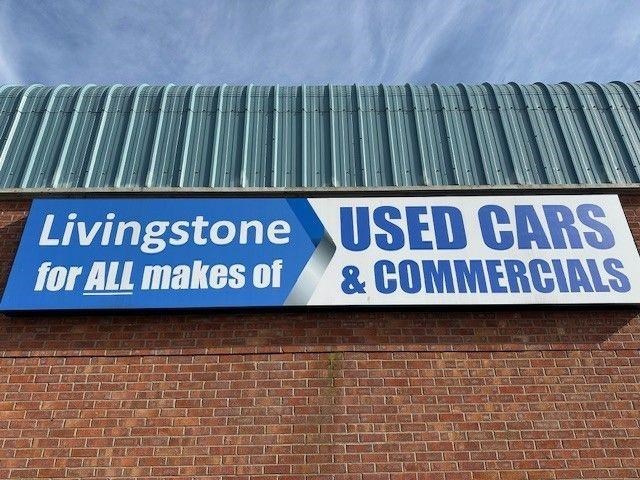 Livingstone
for ALL makes of
USED CARS
& COMMERCIALS